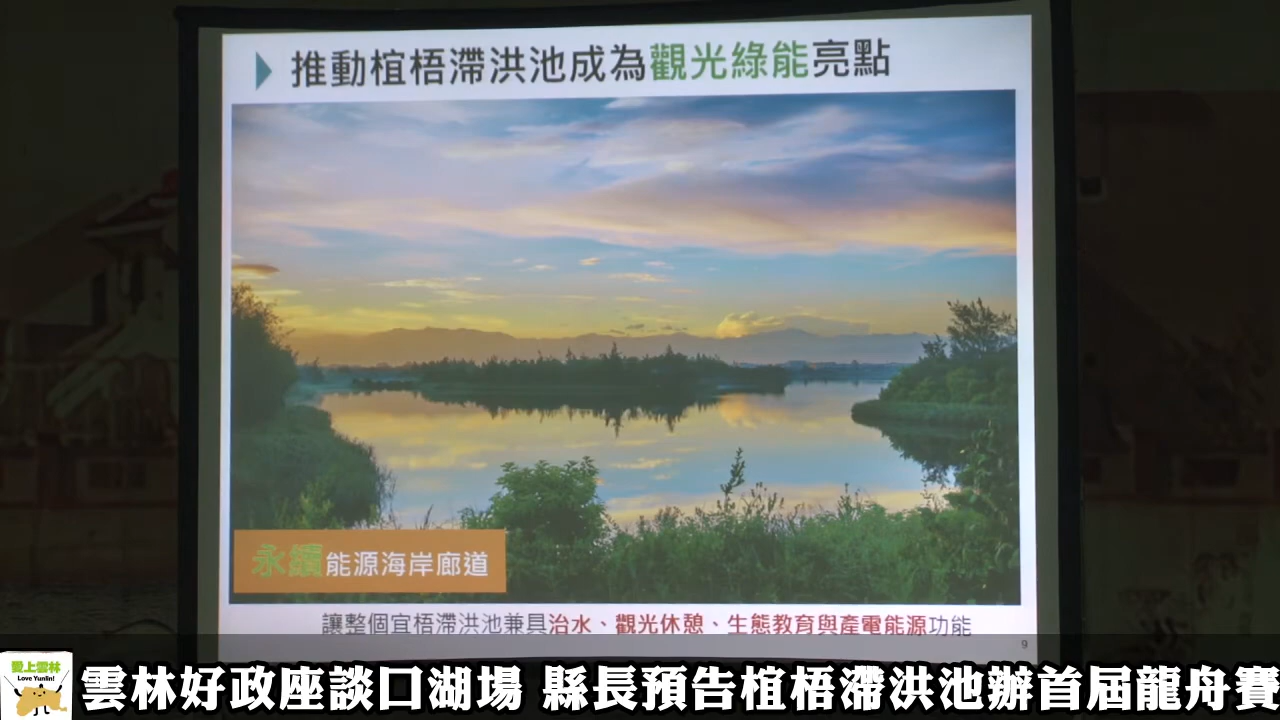 推動椬梧滯洪池成為觀光綠能亮點
永續能源海岸廊道
讓整個宜梧滯洪池兼具治水、觀光休憩、生態教育與產電能源功能
9
愛上雲林
Love Yunlin!
雲林好政座談口湖場 縣長預告椬梧滯洪池辦首屆龍舟賽